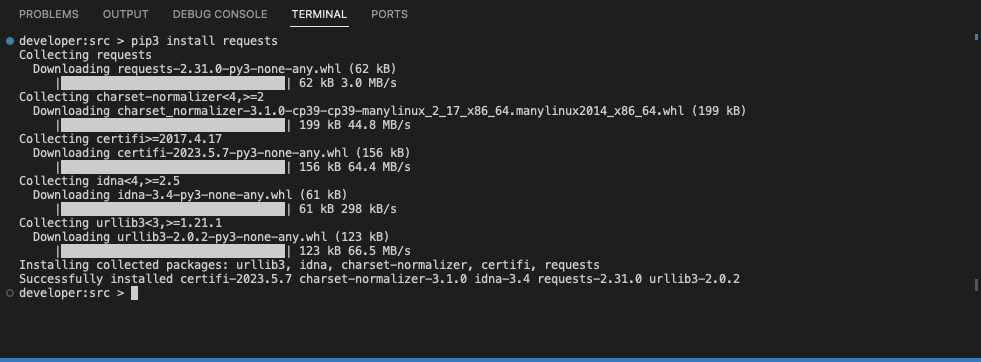 PROBLEMS OUTPUT DEBUG CONSOLE TERMINAL PORTS
developer:src > pip3 install requests
Collecting requests
Downloading requests-2.31.0-py3-none-any.whl (62 kB)
| | 62 kB 3.0 MB/s
Collecting charset-normalizer<4,>=2
Downloading charset_normalizer-3.1.0-cp39-cp39-manylinux_2_17_x86_64.manylinux2014_x86_64.whl (199 kB)
| | 199 kB 44.8 MB/s
Collecting certifi>=2017.4.17
Downloading certifi-2023.5.7-py3-none-any.whl (156 kB)
| | 156 kB 64.4 MB/s
Collecting idna<4,>=2.5
Downloading idna-3.4-py3-none-any.whl (61 kB)
| | 61 kB 298 kB/s
Collecting urllib3<3,>=1.21.1
Downloading urllib3-2.0.2-py3-none-any.whl (123 kB)
| | 123 kB 66.5 MB/s
Installing collected packages: urllib3, idna, charset-normalizer, certifi, requests
Successfully installed certifi-2023.5.7 charset-normalizer-3.1.0 idna-3.4 requests-2.31.0 urllib3-2.0.2
developer:src >